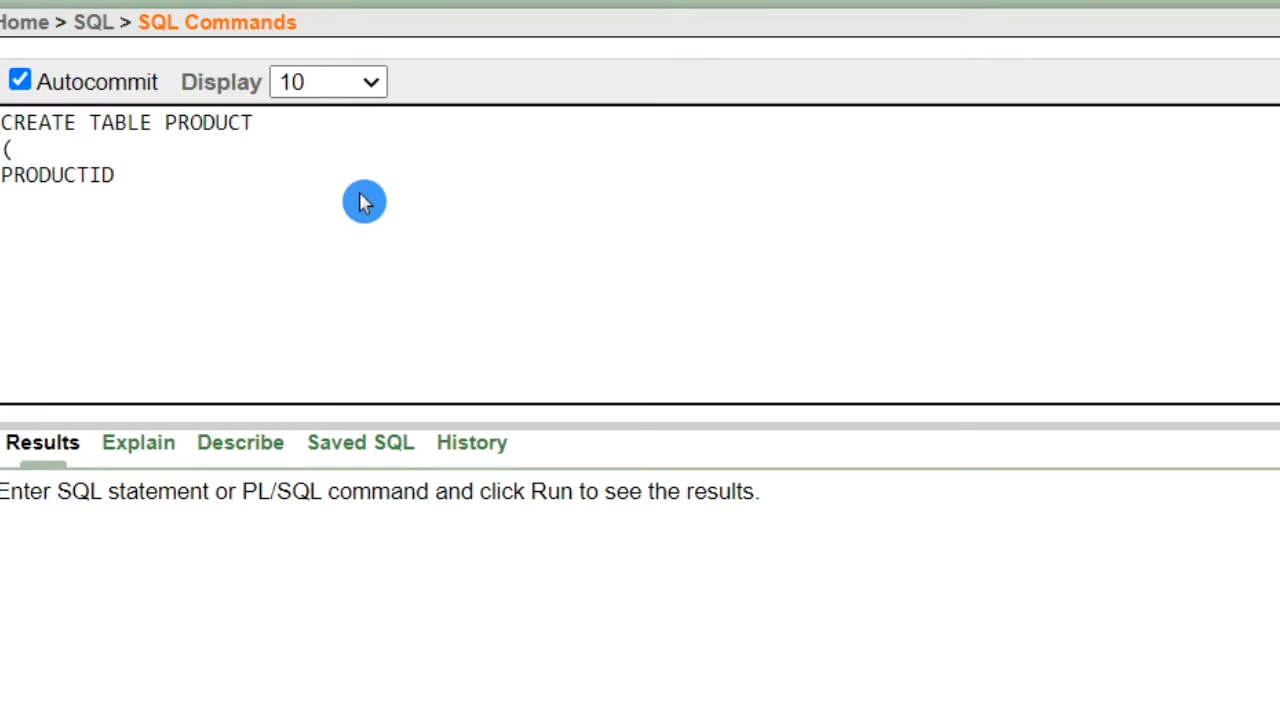 Home > SQL > SQL Commands
Autocommit Display 10
CREATE TABLE PRODUCT
(
PRODUCTID
Results Explain Describe Saved SQL History
Enter SQL statement or PL/SQL command and click Run to see the results.